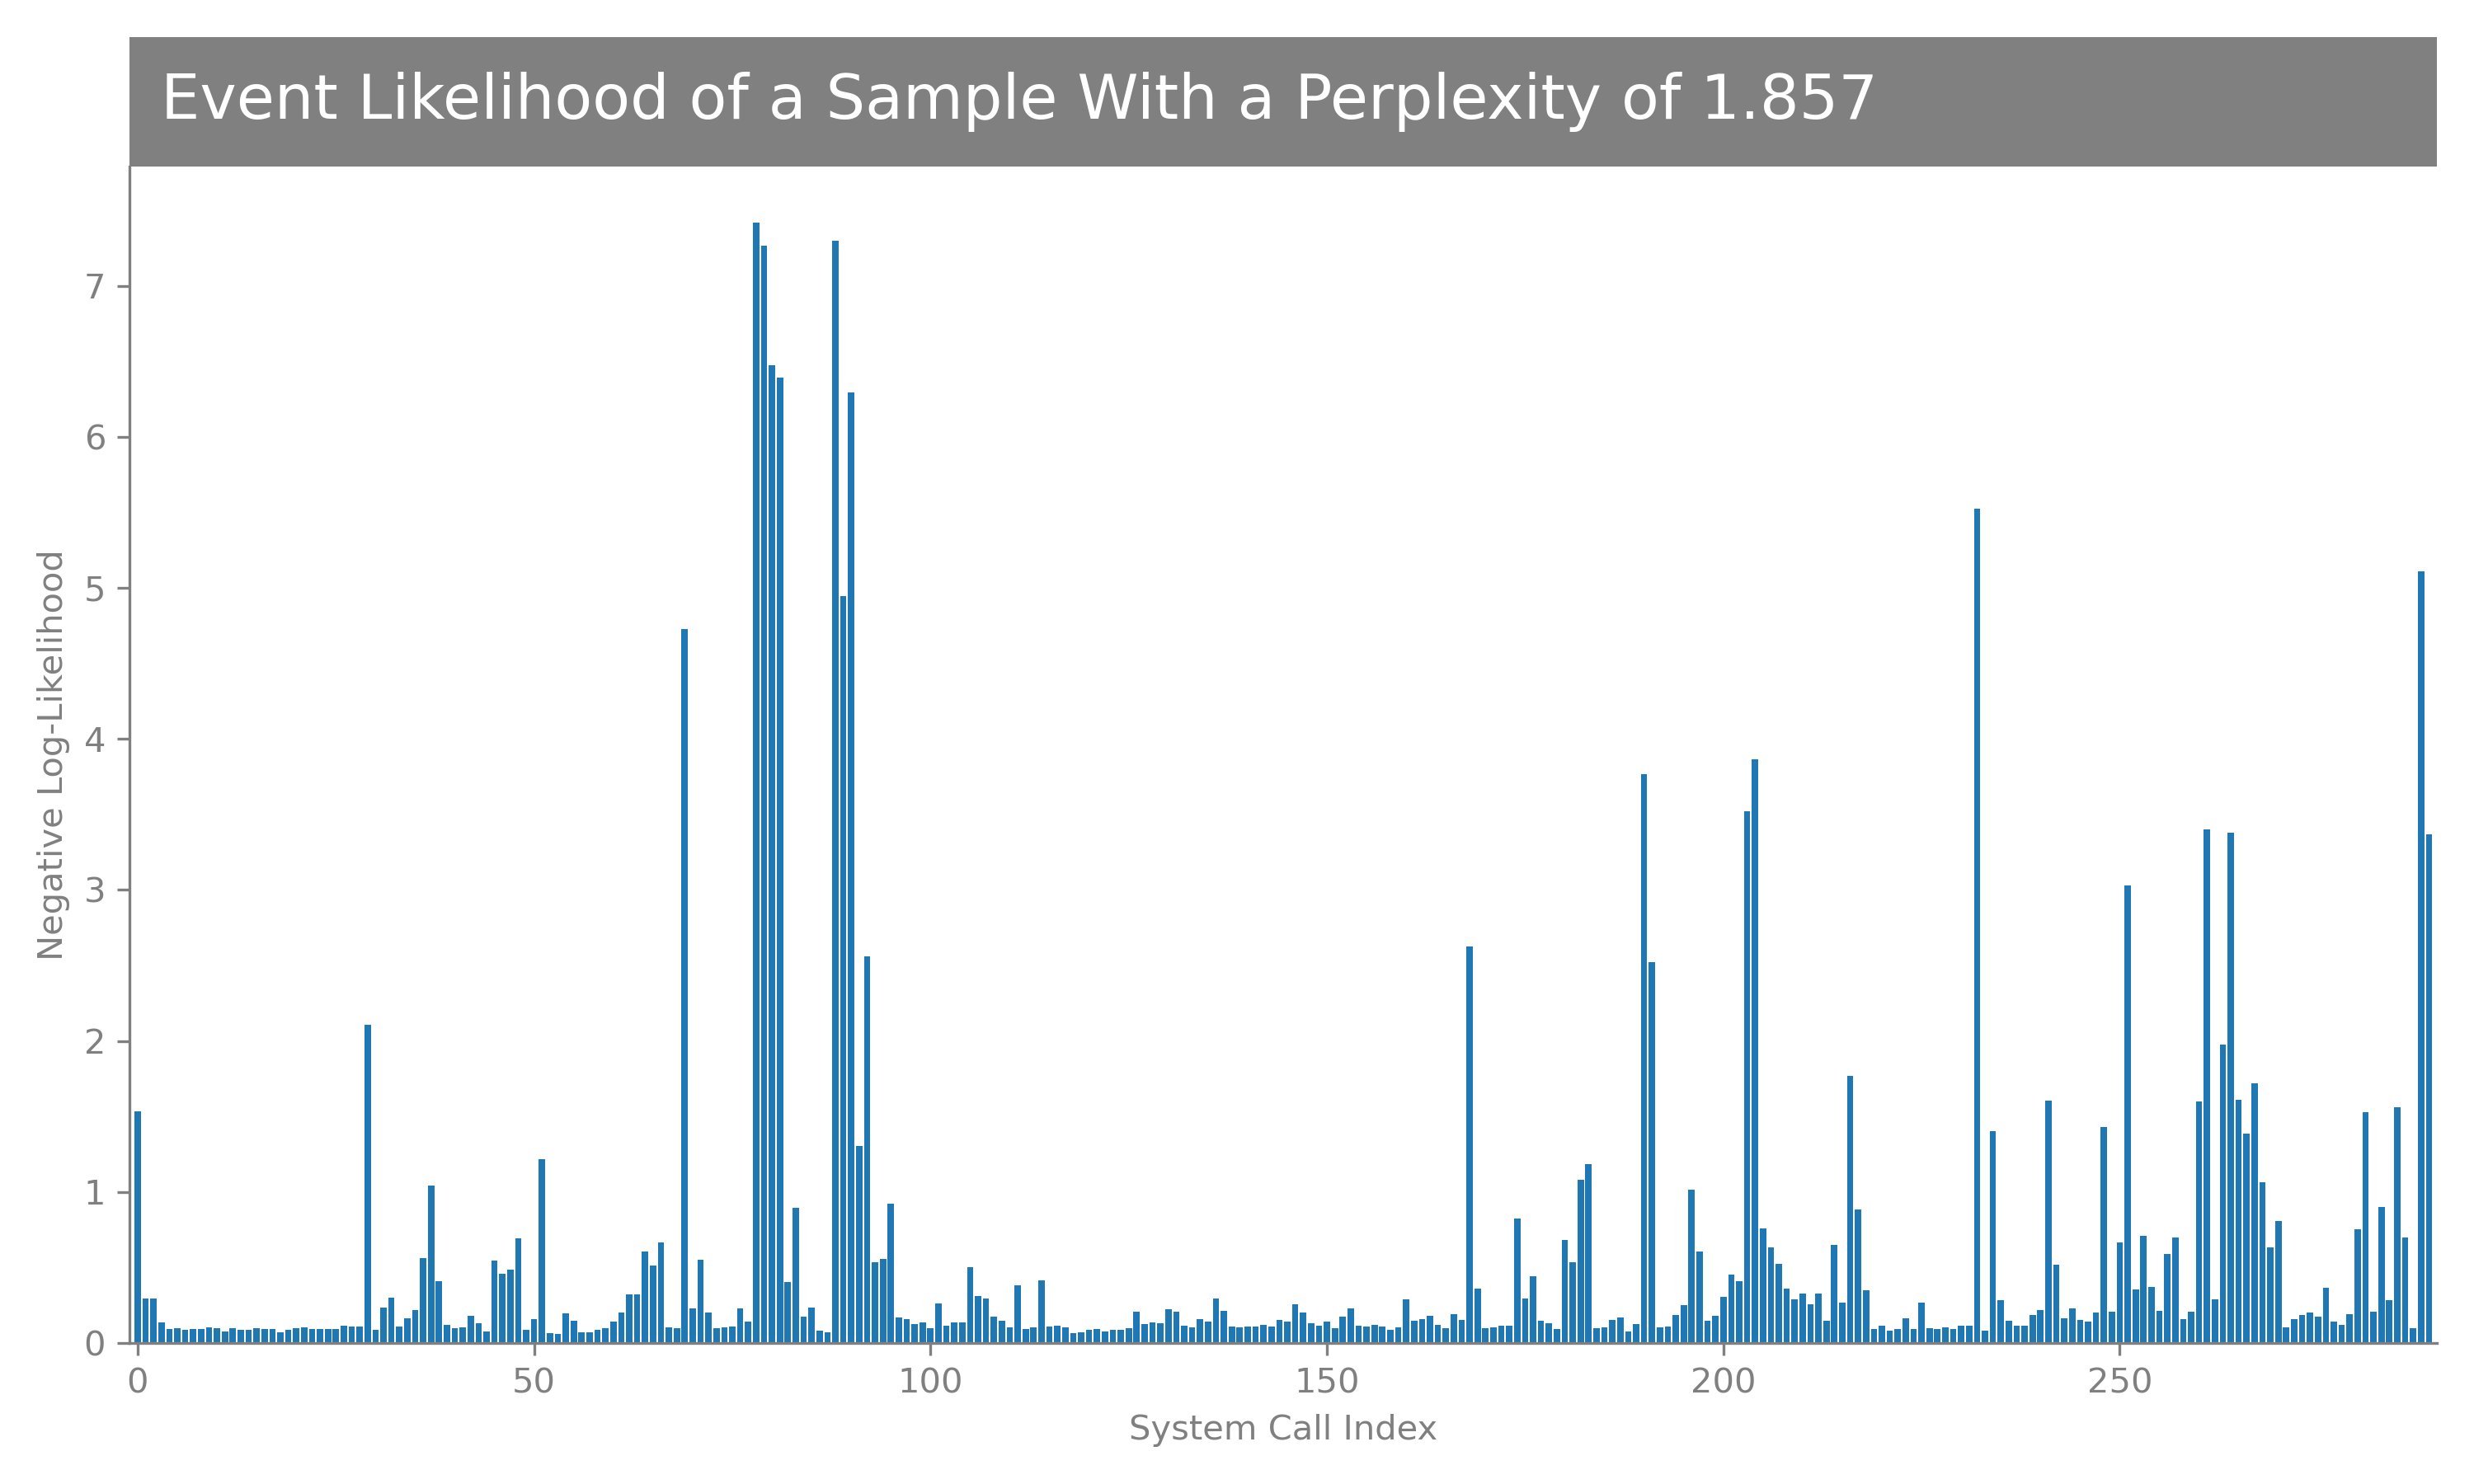 Event Likelihood of a Sample With a Perplexity of 1.857
Negative Log-Likelihood
7
6
5
4
3
2
1
0
0 50 100 150 200 250
System Call Index